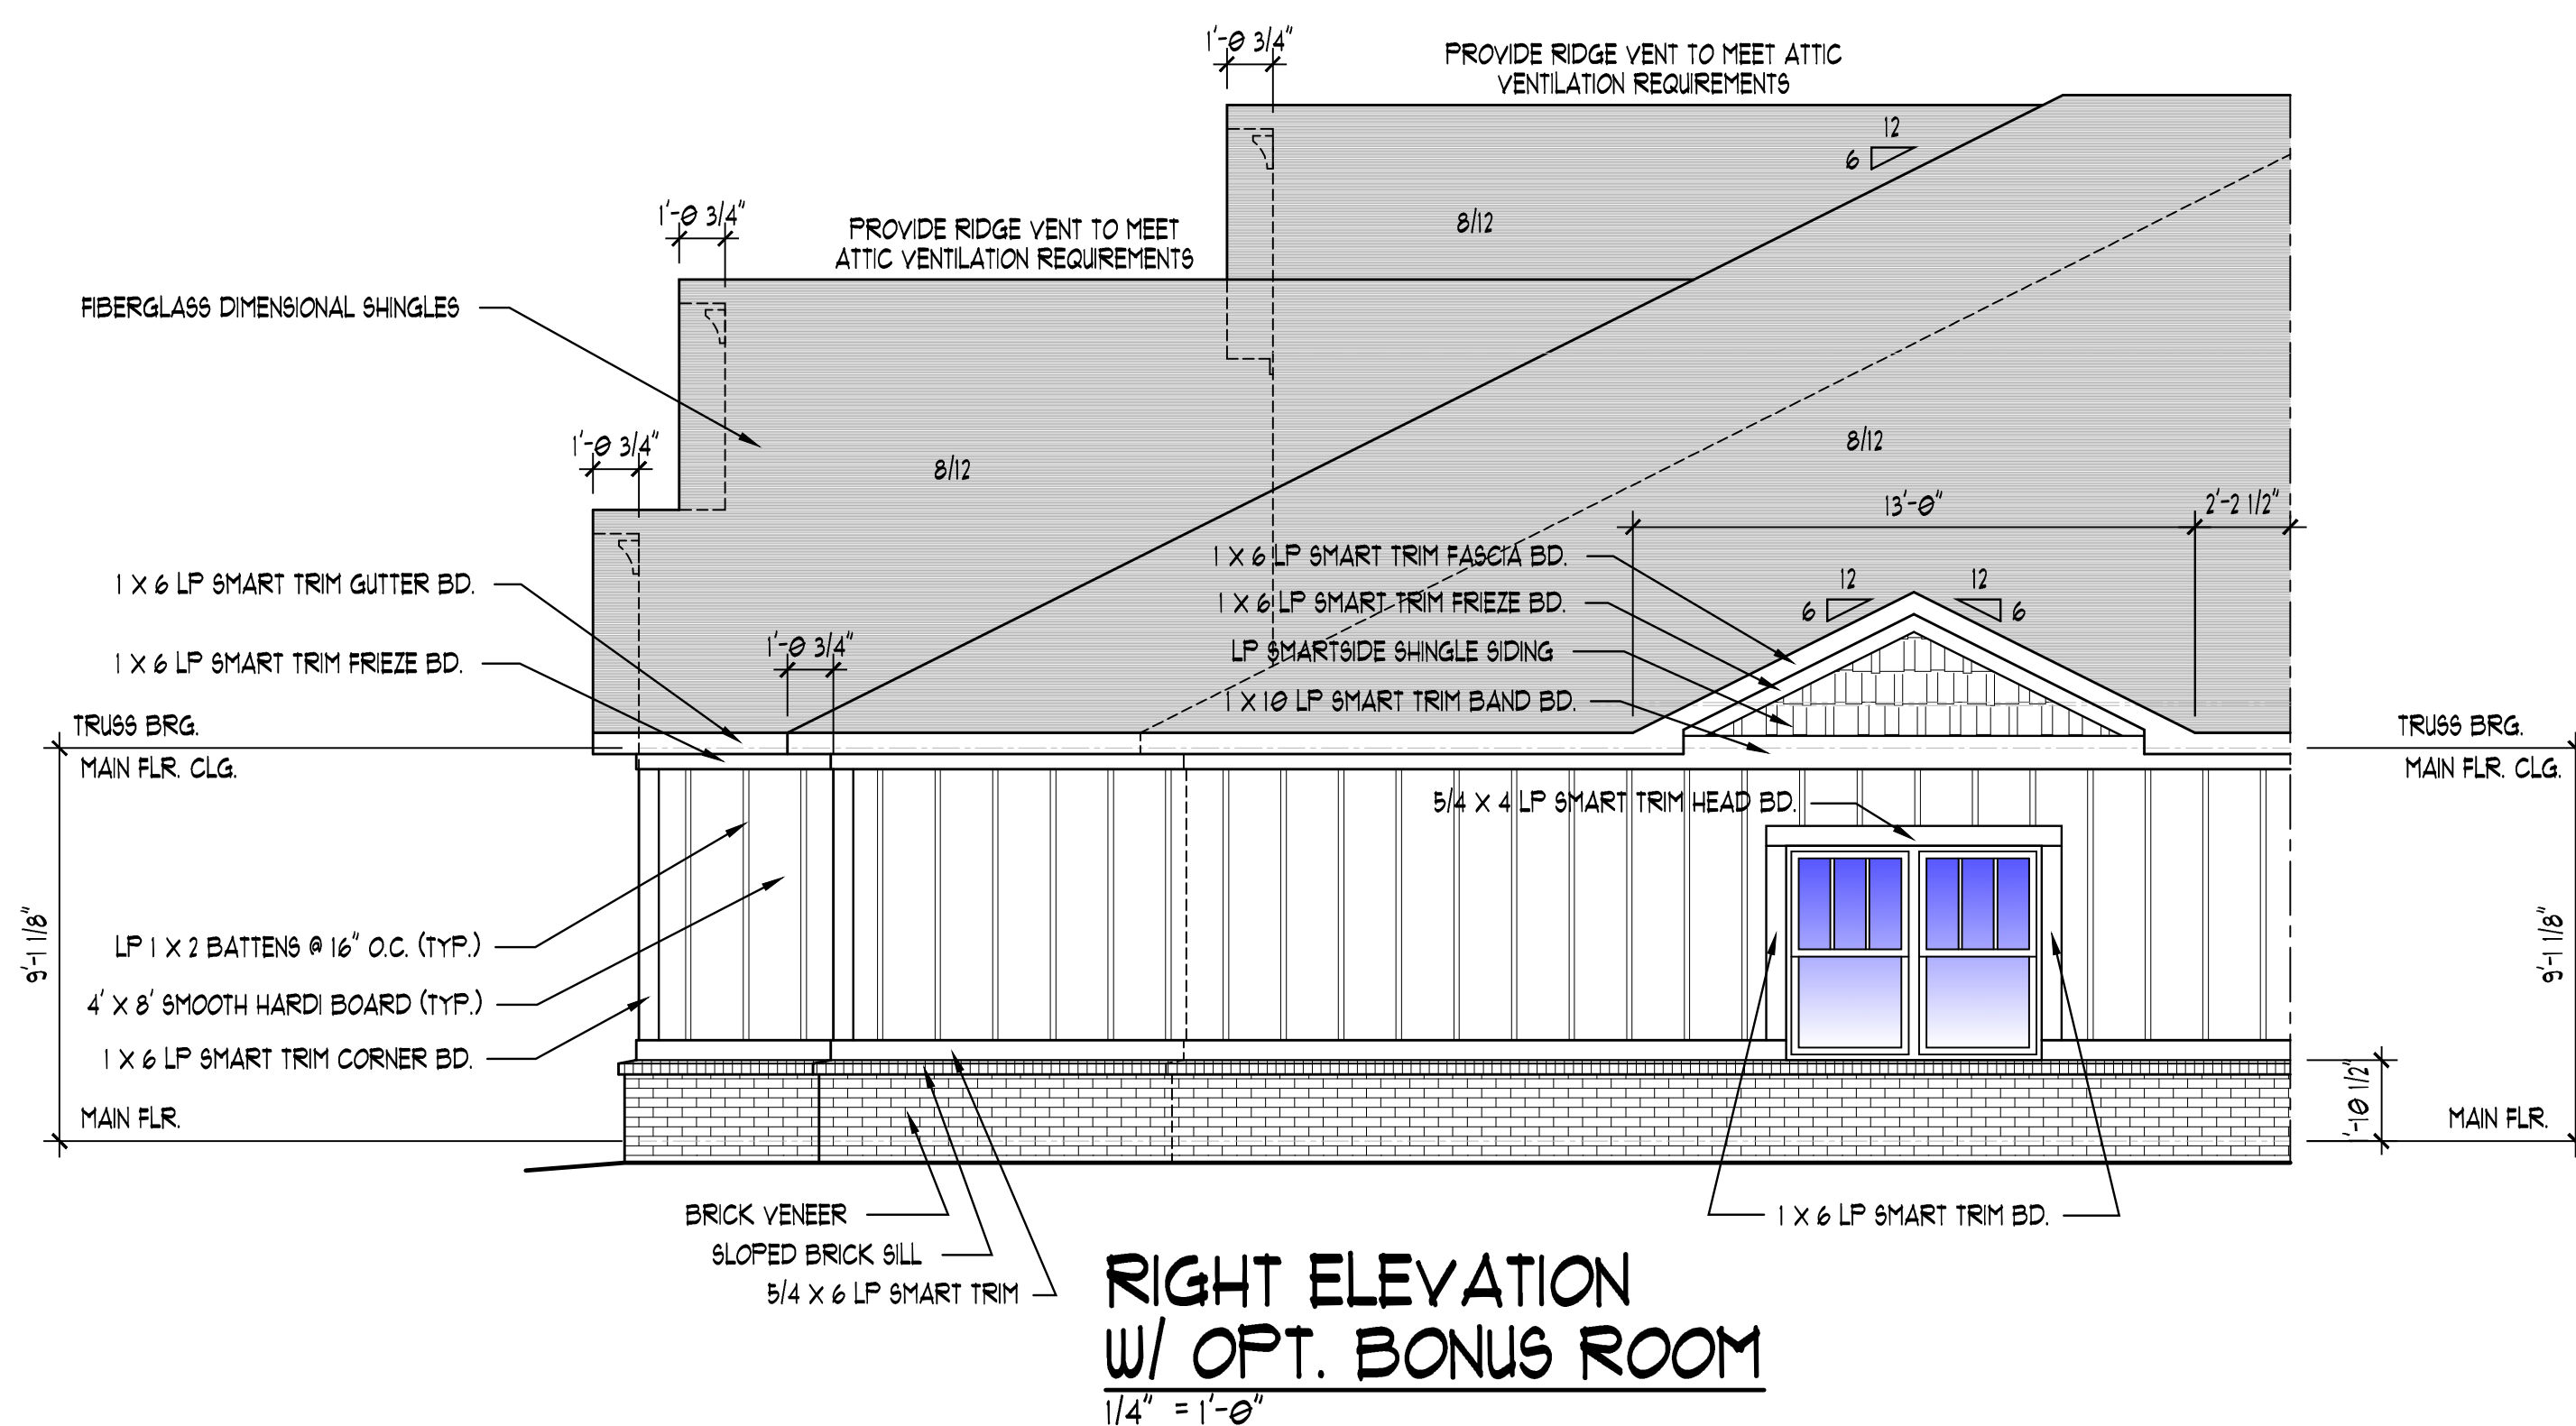 1'-0 3/4"
PROVIDE RIDGE VENT TO MEET ATTIC
VENTILATION REQUIREMENTS
12
6
1'-0 3/4"
PROVIDE RIDGE VENT TO MEET
ATTIC VENTILATION REQUIREMENTS
8/12
FIBERGLASS DIMENSIONAL SHINGLES
1'-0 3/4"
8/12
8/12
13'-0"
2'-2 1/2"
1 X 6 LP SMART TRIM FASCIA BD.
1 X 6 LP SMART TRIM GUTTER BD.
12
12
6
6
1 X 6 LP SMART TRIM FRIEZE BD.
1'-0 3/4"
LP SMARTSIDE SHINGLE SIDING
1 X 6 LP SMART TRIM FRIEZE BD.
1 X 10 LP SMART TRIM BAND BD.
TRUSS BRG.
TRUSS BRG.
MAIN FLR. CLG.
MAIN FLR. CLG.
5/4 X 4 LP SMART TRIM HEAD BD.
9'-1 1/8"
9'-1 1/8"
LP 1 X 2 BATTENS @ 16" O.C. (TYP.)
4' X 8' SMOOTH HARDI BOARD (TYP.)
1 X 6 LP SMART TRIM CORNER BD.
MAIN FLR.
'-10 1/2"
MAIN FLR.
BRICK VENEER
1 X 6 LP SMART TRIM BD.
SLOPED BRICK SILL
5/4 X 6 LP SMART TRIM
RIGHT ELEVATION
W/ OPT. BONUS ROOM
1/4" = 1'-0"